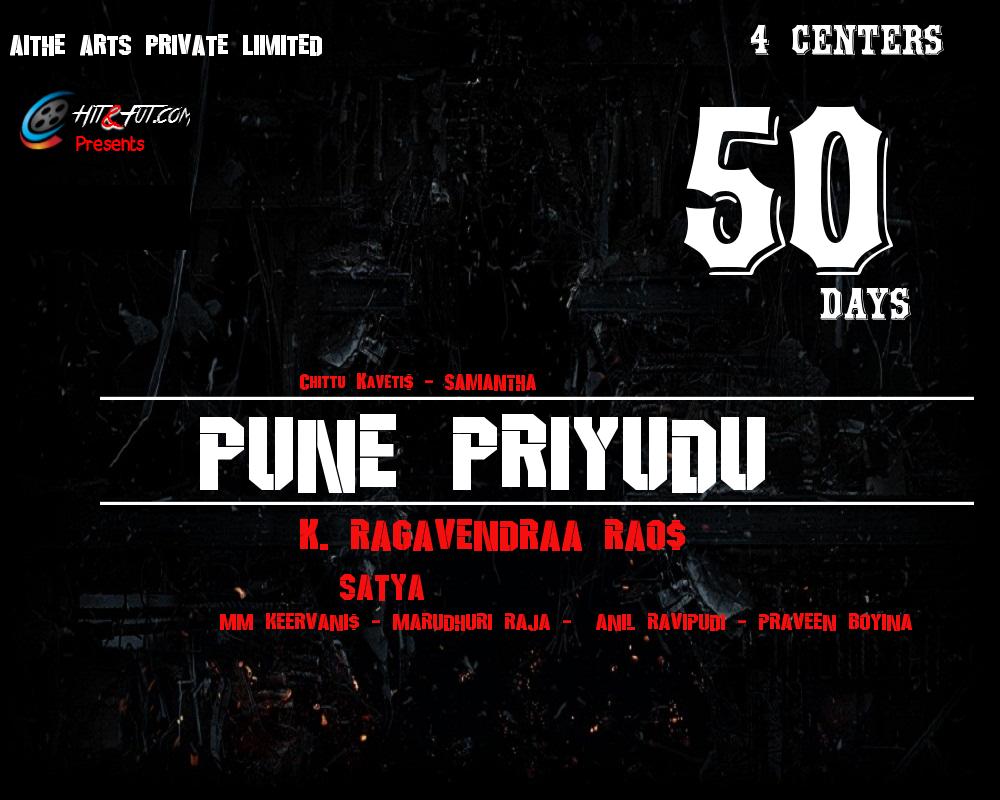 AITHE ARTS PRIVATE LIIMITED
4 CENTERS
HIT&FUT.COM
Presents
50
DAYS
CHITTU KAVETI$ - SAMANTHA
PUNE PRIYUDU
K. RAGAVENDRAA RAO$
SATYA
MM KEERVANI$ - MARUDHURI RAJA - ANIL RAVIPUDI - PRAVEEN BOYINA